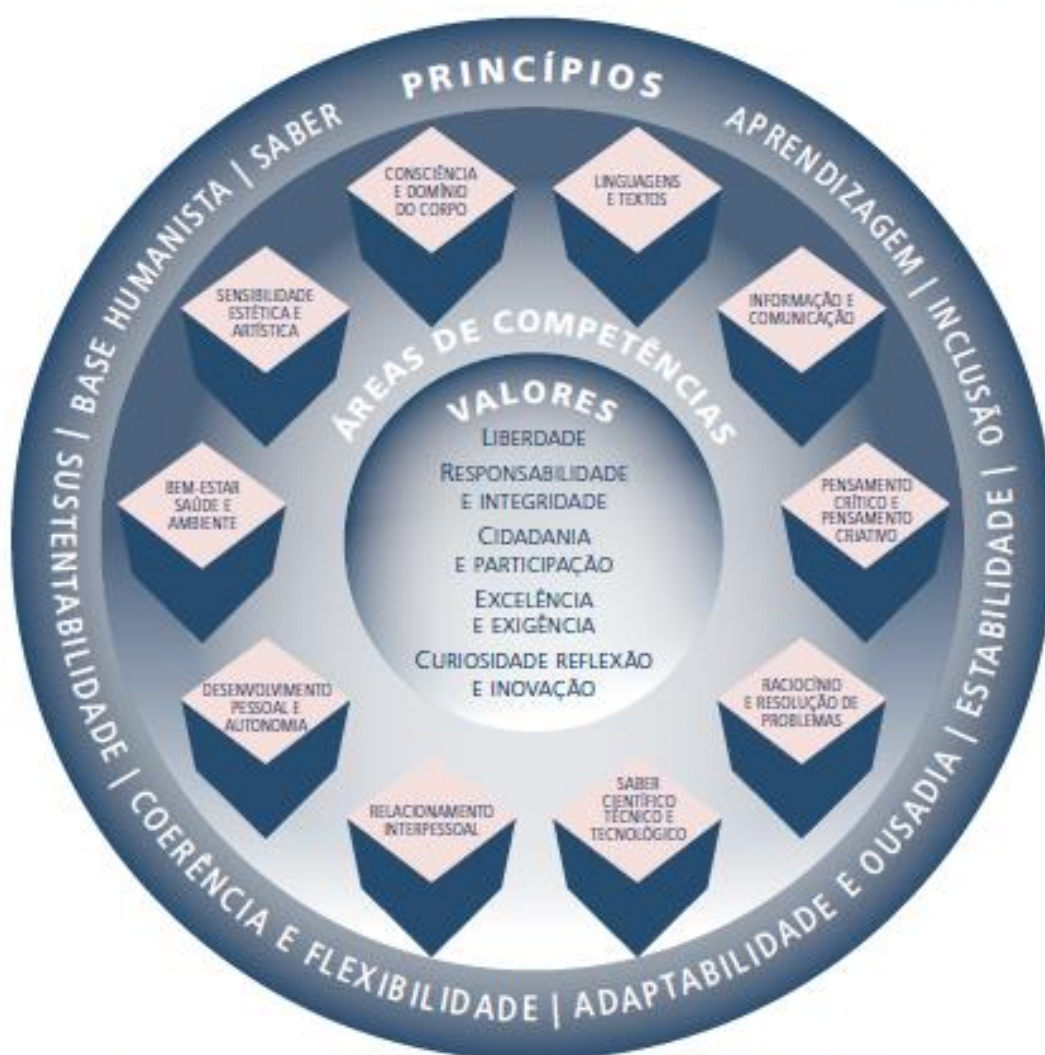 PRINCÍPIOS
APRENDIZAGEM | INCLUSÃO | ESTABILIDADE | ADAPTABILIDADE E OUSADIA | COERÊNCIA E FLEXIBILIDADE | SUSTENTABILIDADE | BASE HUMANISTA | SABER
CONSCIÊNCIA
E DOMÍNIO
DO CORPO
LINGUAGENS
E TEXTOS
SENSIBILIDADE
ESTÉTICA E
ARTÍSTICA
INFORMAÇÃO E
COMUNICAÇÃO
ÁREAS DE COMPETÊNCIAS
VALORES
LIBERDADE
RESPONSABILIDADE
E INTEGRIDADE
CIDADANIA
E PARTICIPAÇÃO
EXCELÊNCIA
E EXIGÊNCIA
CURIOSIDADE REFLEXÃO
E INOVAÇÃO
BEM-ESTAR
SAÚDE E
AMBIENTE
PENSAMENTO
CRÍTICO E
PENSAMENTO
CRIATIVO
DESENVOLVIMENTO
PESSOAL E
AUTONOMIA
RACIOCÍNIO
E RESOLUÇÃO DE
PROBLEMAS
RELACIONAMENTO
INTERPESSOAL
SABER
CIENTÍFICO
TÉCNICO E
TECNOLÓGICO